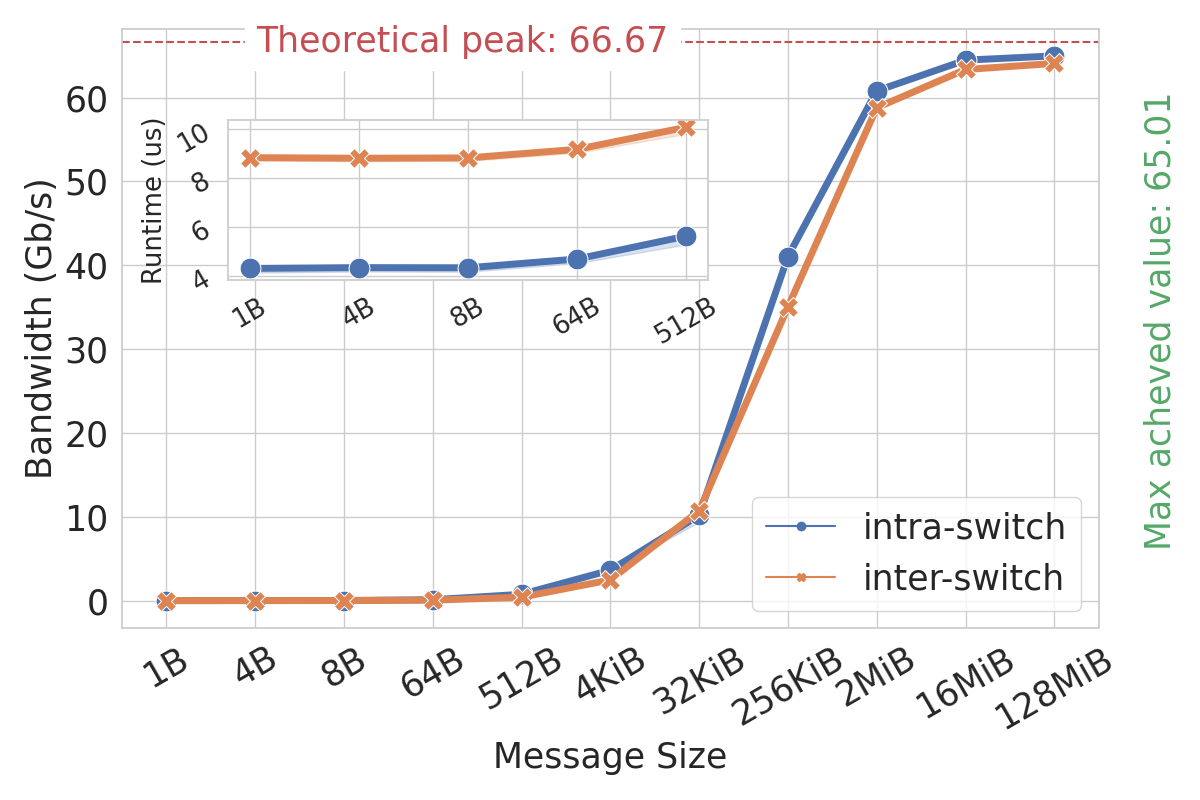 Theoretical peak: 66.67
Bandwidth (Gb/s)
60
50
40
30
20
10
0
Runtime (us)
10
8
6
4
1B
4B
8B
64B
512B
intra-switch
inter-switch
1B
4B
8B
64B
512B
4KiB
32KiB
256KiB
2MiB
16MiB
128MiB
Message Size
Max acheved value: 65.01